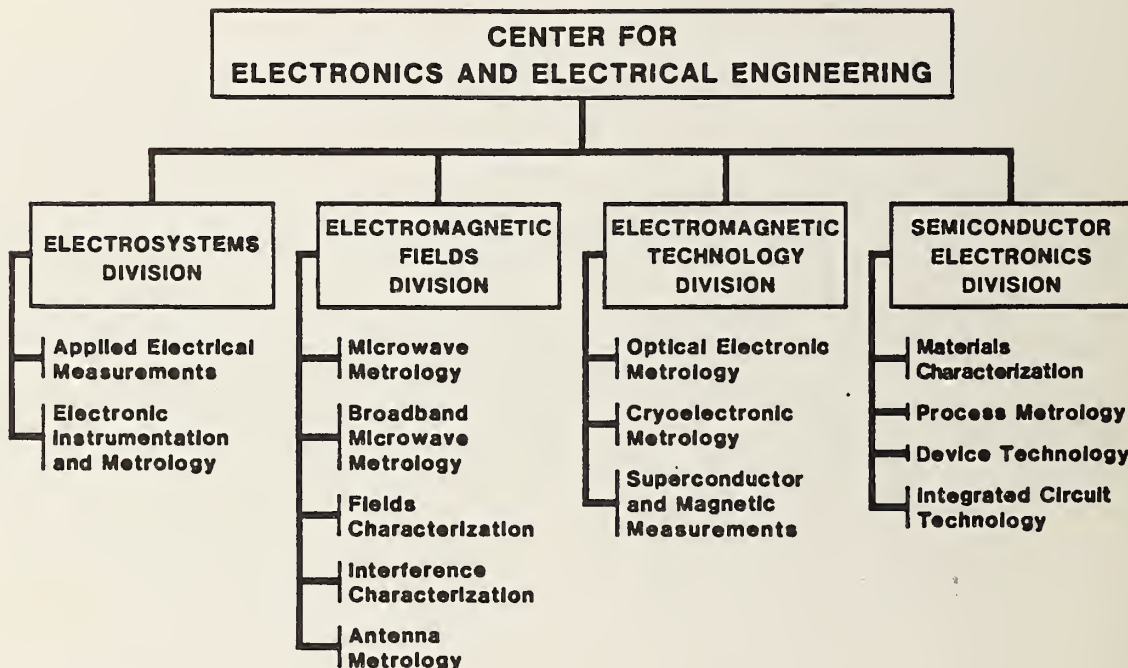 CENTER FOR
ELECTRONICS AND ELECTRICAL ENGINEERING
ELECTROSYSTEMS
DIVISION
Applied Electrical
Measurements
Electronic
Instrumentation
and Metrology
ELECTROMAGNETIC
FIELDS
DIVISION
Microwave
Metrology
Broadband
Microwave
Metrology
Fields
Characterization
Interference
Characterization
Antenna
Metrology
ELECTROMAGNETIC
TECHNOLOGY
DIVISION
Optical Electronic
Metrology
Cryoelectronic
Metrology
Superconductor
and Magnetic
Measurements
SEMICONDUCTOR
ELECTRONICS
DIVISION
Materials
Characterization
Process Metrology
Device Technology
Integrated Circuit
Technology